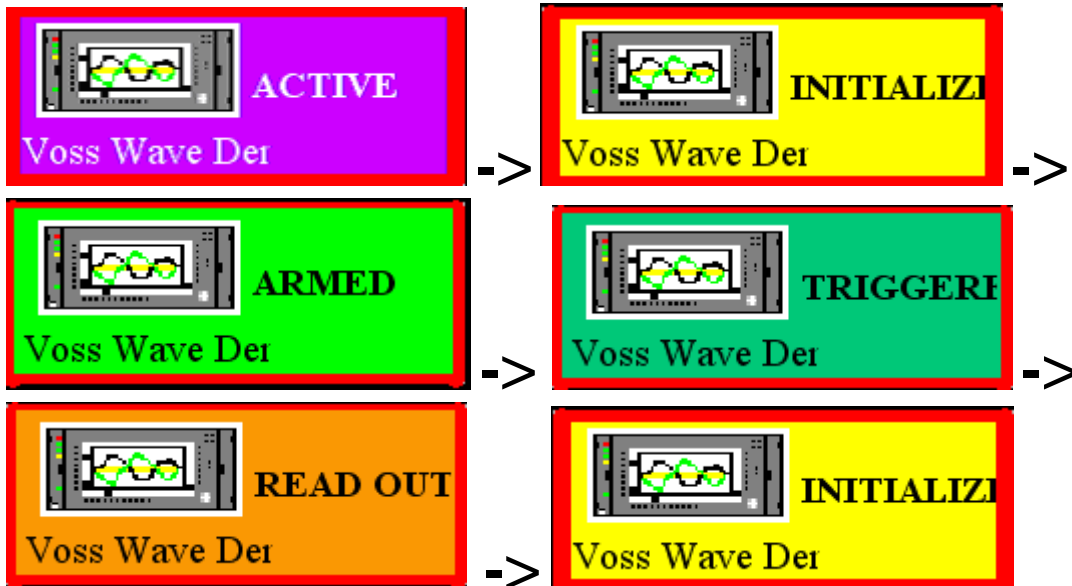 ACTIVE
Voss Wave Der
->
INITIALIZI
Voss Wave Der
->
ARMED
Voss Wave Der
->
TRIGGERE
Voss Wave Der
->
READ OUT
Voss Wave Der
->
INITIALIZI
Voss Wave Der